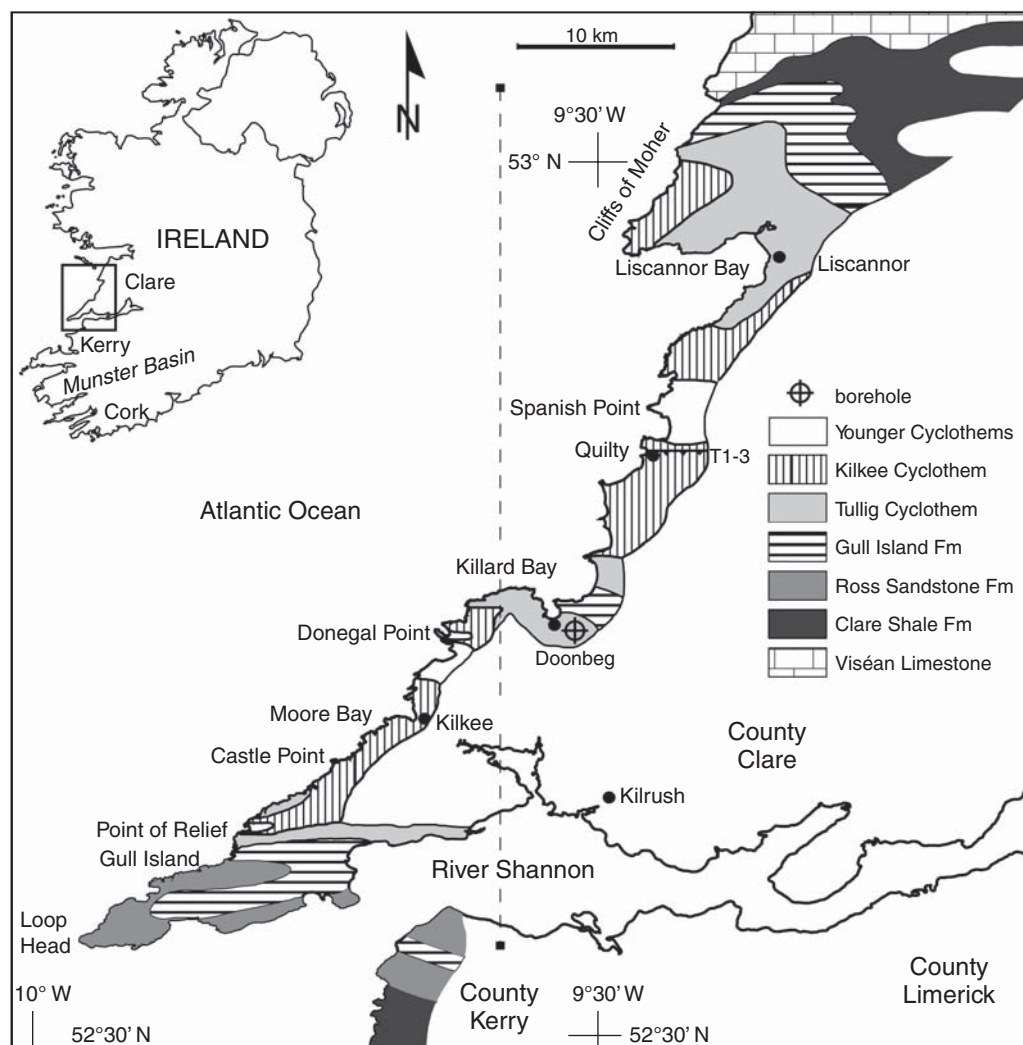 10 km
N
9°30' W
53° N
IRELAND
Clare
Kerry
Munster Basin
Cork
Cliffs of Moher
Liscannor Bay
Liscannor
Spanish Point
Quilty
T1-3
borehole
Younger Cyclothems
Kilkee Cyclothem
Tullig Cyclothem
Gull Island Fm
Ross Sandstone Fm
Clare Shale Fm
Viséan Limestone
Atlantic Ocean
Killard Bay
Donegal Point
Doonbeg
Moore Bay
Kilkee
Castle Point
County
Clare
Kilrush
Point of Relief
Gull Island
River Shannon
Loop
Head
County
Limerick
County
Kerry
10° W
52°30' N
9°30' W
52°30' N